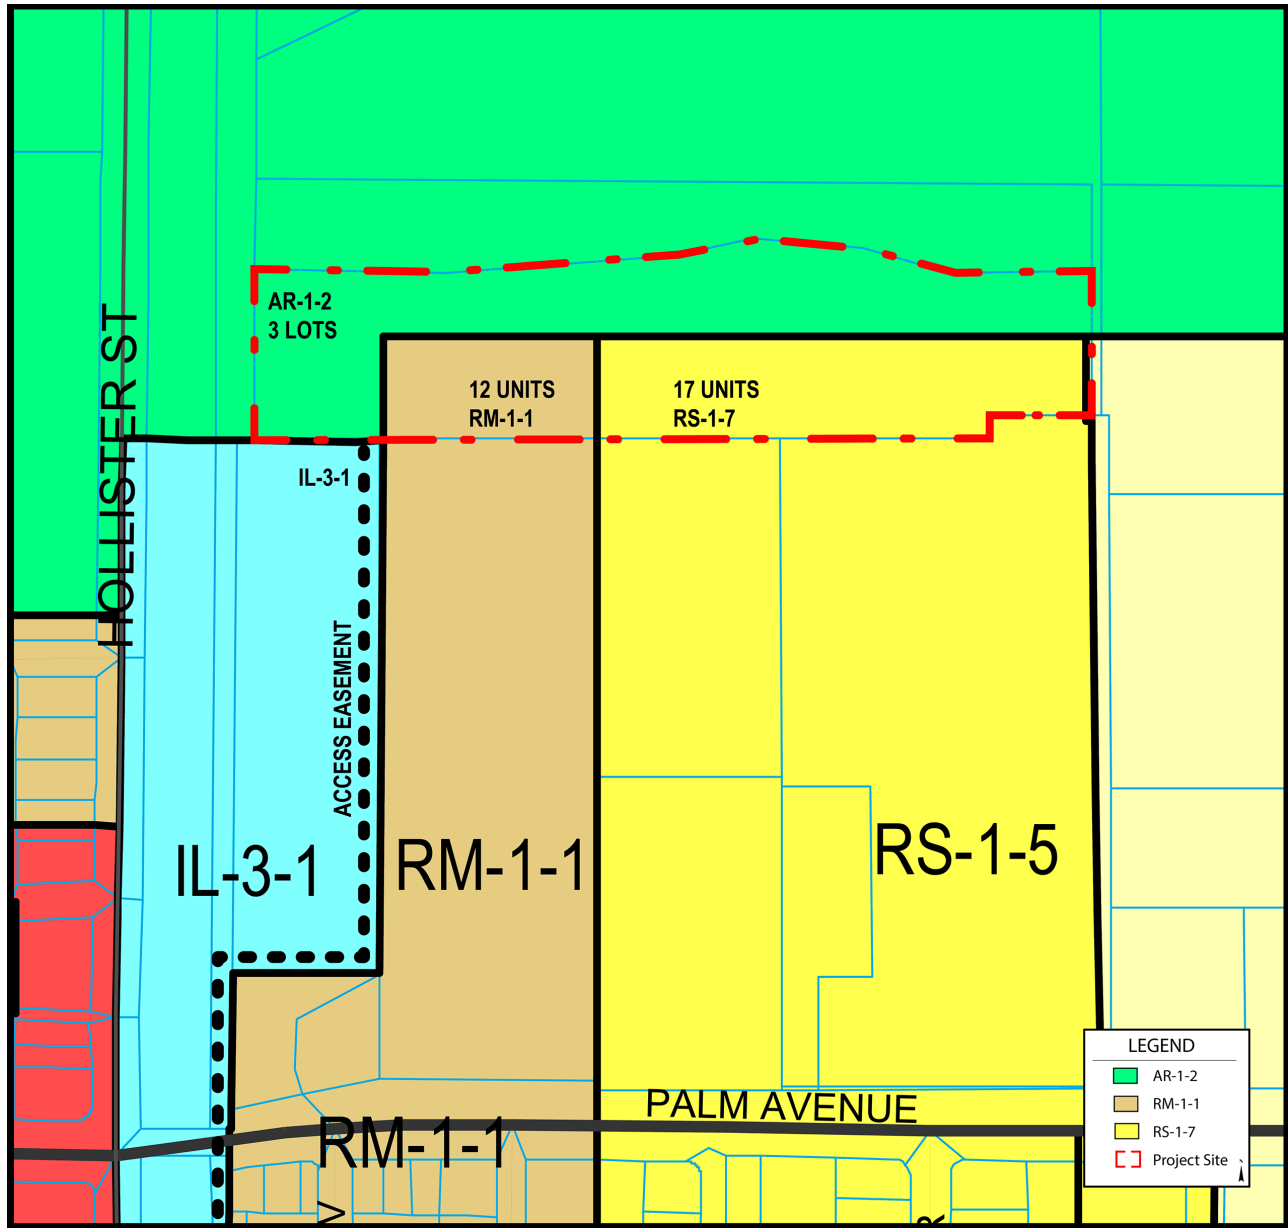 AR-1-2
3 LOTS
HOLLISTER ST
12 UNITS
RM-1-1
17 UNITS
RS-1-7
IL-3-1
ACCESS EASEMENT
IL-3-1
RM-1-1
RS-1-5
PALM AVENUE
RM-1-1
LEGEND
AR-1-2
RM-1-1
RS-1-7
Project Site